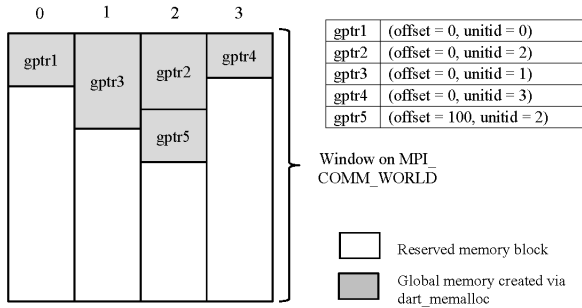 0 1 2 3
gptr1
gptr3
gptr2
gptr4
gptr5
gptr1 (offset = 0, unitid = 0)
gptr2 (offset = 0, unitid = 2)
gptr3 (offset = 0, unitid = 1)
gptr4 (offset = 0, unitid = 3)
gptr5 (offset = 100, unitid = 2)
Window on MPI_
COMM_WORLD
Reserved memory block
Global memory created via
dart_memalloc